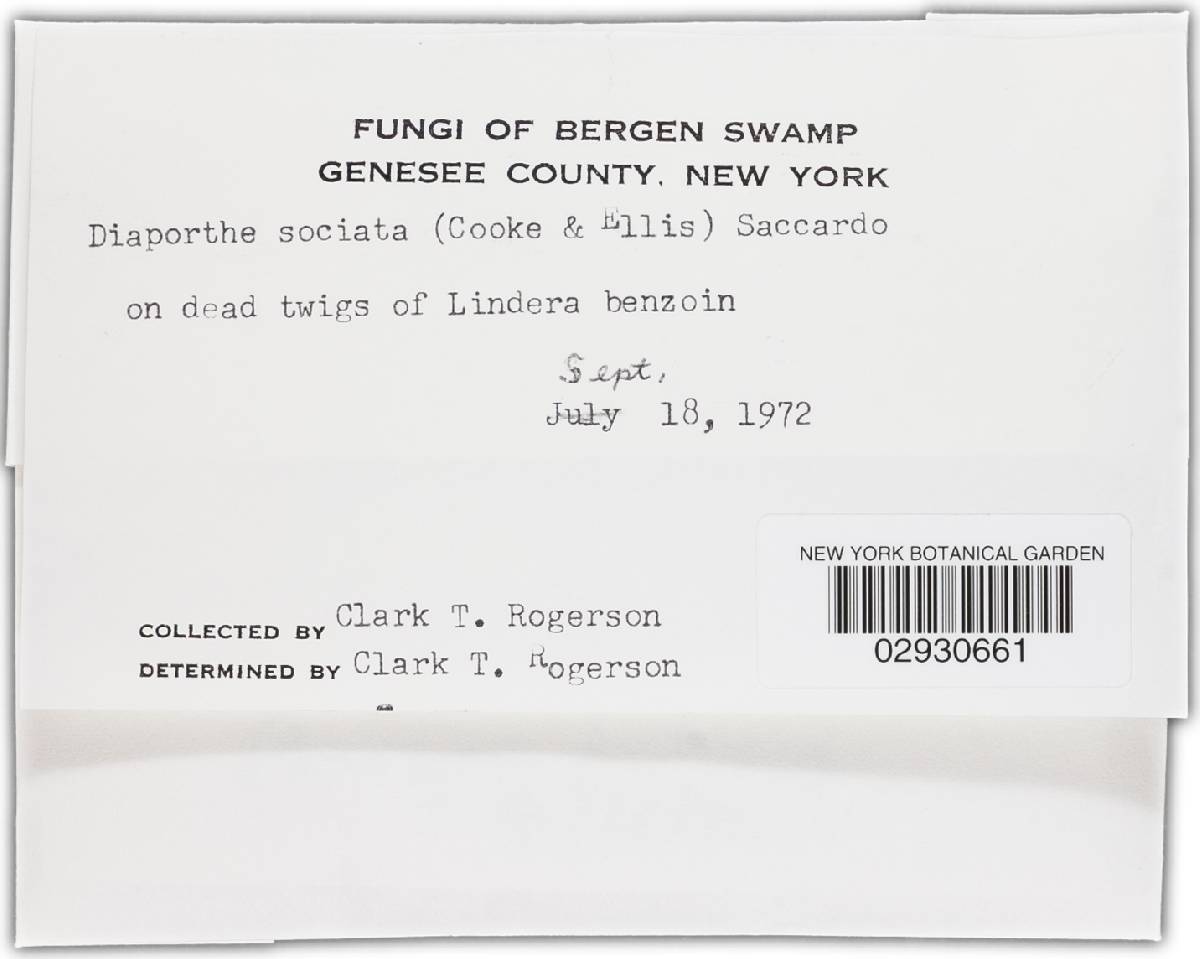 FUNGI OF BERGEN SWAMP
GENESEE COUNTY, NEW YORK
Diaporthe sociata (Cooke & Ellis) Saccardo
on dead twigs of Lindera benzoin
Sept.
July 18, 1972
NEW YORK BOTANICAL GARDEN
02930661
COLLECTED BY Clark T. Rogerson
DETERMINED BY Clark T. Rogerson